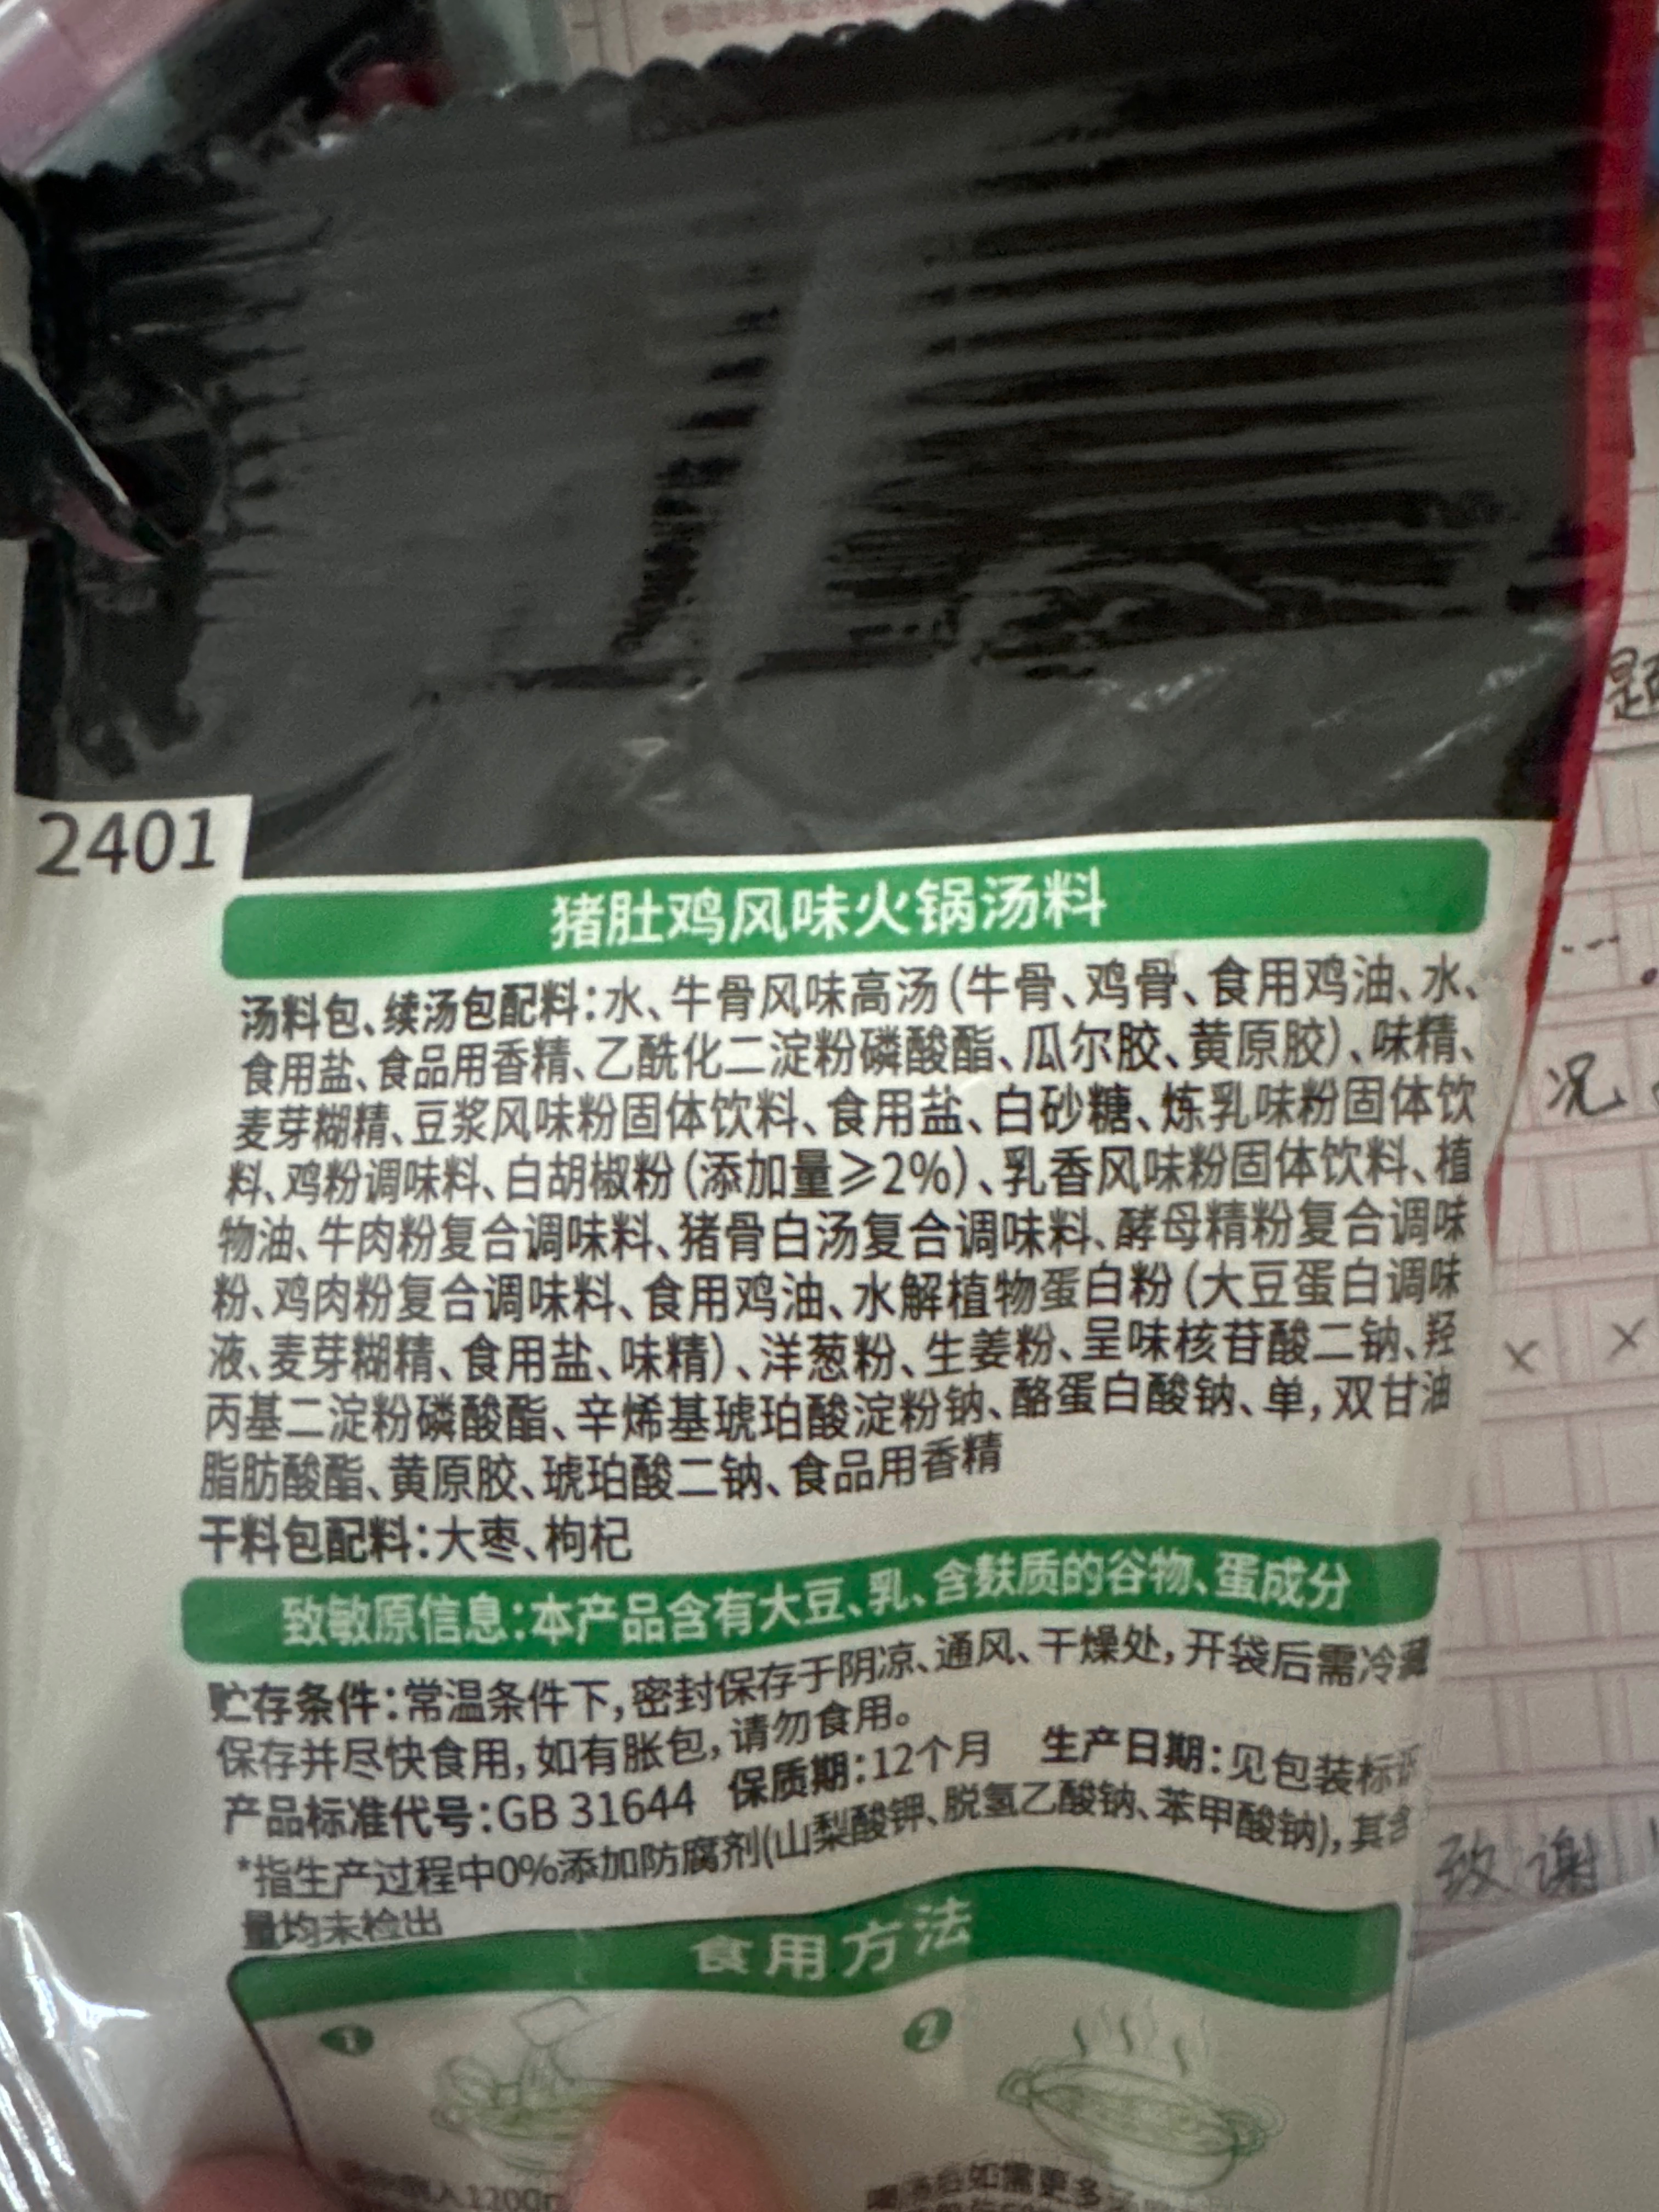 2401
猪肚鸡风味火锅汤料
汤料包、续汤包配料：水、牛骨风味高汤（牛骨、鸡骨、食用鸡油、水、
食用盐、食品用香精、乙酰化二淀粉磷酸酯、瓜尔胶、黄原胶）、味精、
麦芽糊精、豆浆风味粉固体饮料、食用盐、白砂糖、炼乳味粉固体饮
料、鸡粉调味料、白胡椒粉（添加量≥2%）、乳香风味粉固体饮料、植
物油、牛肉粉复合调味料、猪骨白汤复合调味料、酵母精粉复合调味
粉、鸡肉粉复合调味料、食用鸡油、水解植物蛋白粉（大豆蛋白调味
液、麦芽糊精、食用盐、味精）、洋葱粉、生姜粉、呈味核苷酸二钠、羟
丙基二淀粉磷酸酯、辛烯基琥珀酸淀粉钠、酪蛋白酸钠、单，双甘油
脂肪酸酯、黄原胶、琥珀酸二钠、食品用香精
干料包配料：大枣、枸杞
致敏原信息：本产品含有大豆、乳、含麸质的谷物、蛋成分
贮存条件：常温条件下，密封保存于阴凉、通风、干燥处，开袋后需冷藏
保存并尽快食用，如有胀包，请勿食用。
产品标准代号：GB 31644 保质期：12个月 生产日期：见包装标
*指生产过程中0%添加防腐剂(山梨酸钾、脱氢乙酸钠、苯甲酸钠)，其含
量均未检出
食用方法
1
2
入1200
如需更多
题
况
× ×
致谢